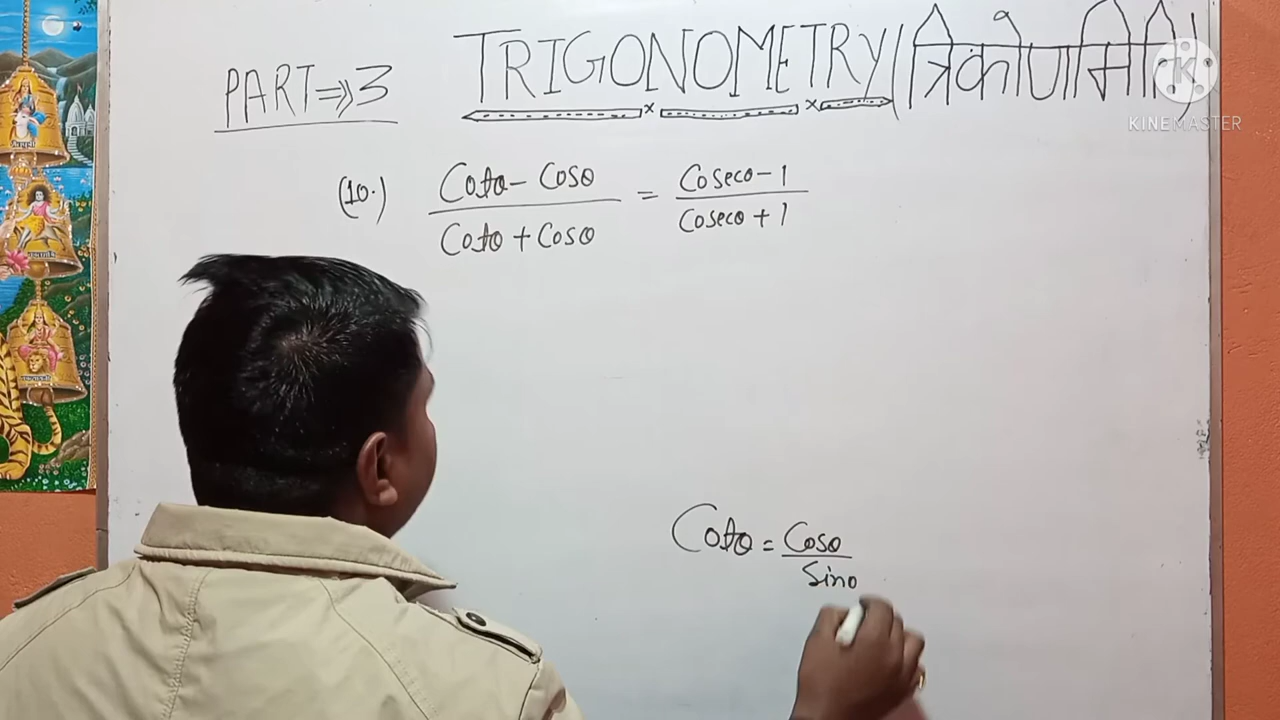 PART⇒3
TRIGONOMETRY(त्रिकोणमिति)
KINEMASTER
(10.) Cotθ - Cosθ / Cotθ + Cosθ = Cosecθ - 1 / Cosecθ + 1
Cotθ = Cosθ / Sinθ